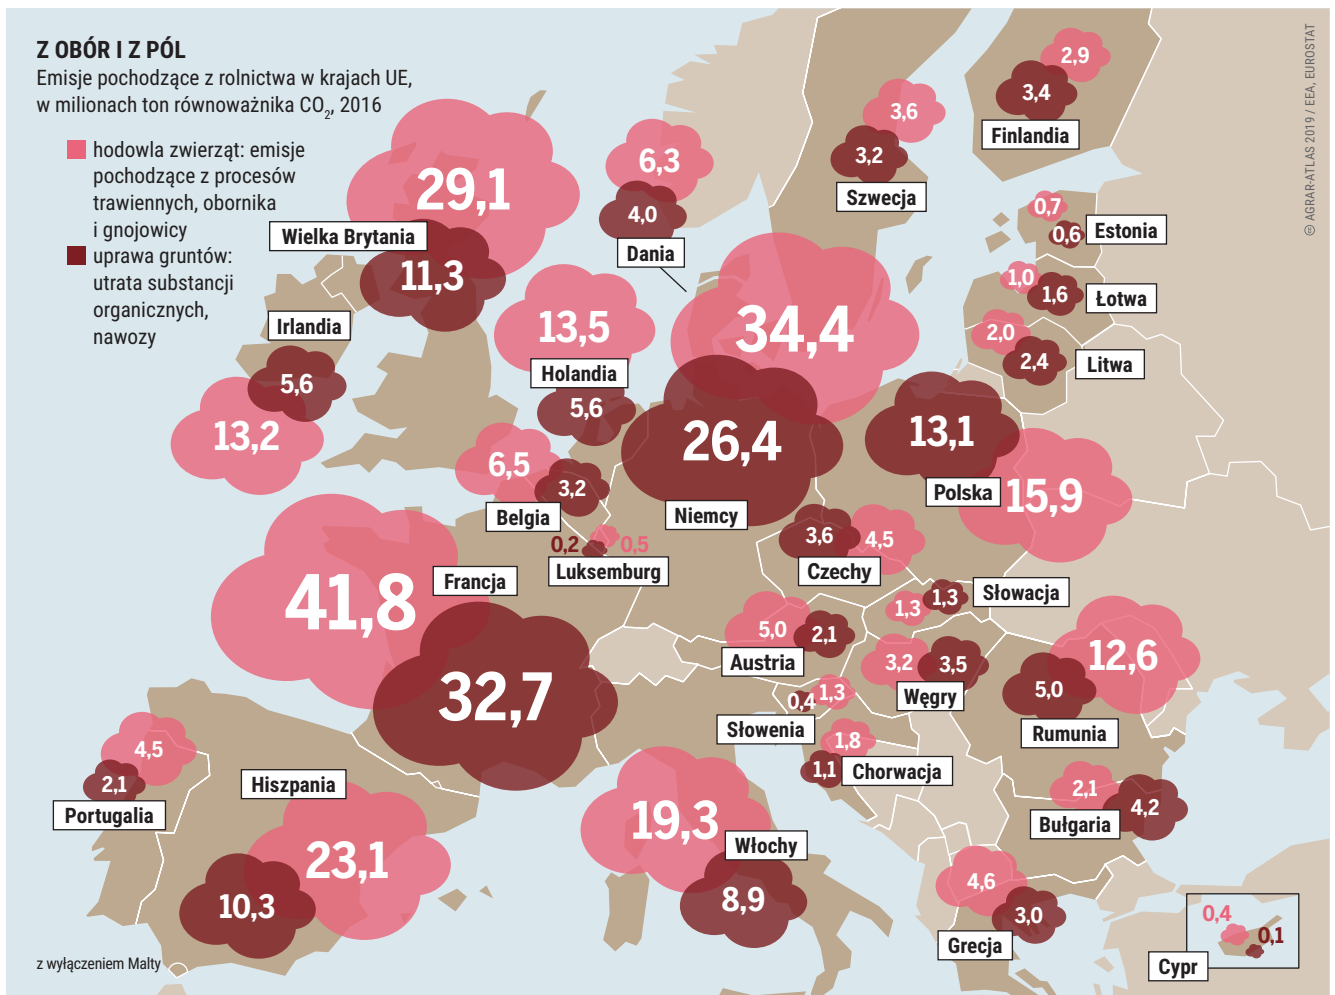 Z OBÓR I Z PÓL
Emisje pochodzące z rolnictwa w krajach UE,
w milionach ton równoważnika CO₂, 2016
hodowla zwierząt: emisje
pochodzące z procesów
trawiennych, obornika
i gnojowicy
uprawa gruntów:
utrata substancji
organicznych,
nawozy
29,1
Wielka Brytania
11,3
Irlandia
5,6
13,2
6,3
4,0
Dania
3,6
3,2
Szwecja
2,9
3,4
Finlandia
0,7
0,6
Estonia
1,0
1,6
Łotwa
2,0
2,4
Litwa
13,5
Holandia
5,6
34,4
26,4
Niemcy
13,1
Polska
15,9
6,5
3,2
Belgia
0,2
0,5
Luksemburg
3,6
4,5
Czechy
41,8
Francja
32,7
1,3
1,3
Słowacja
5,0
2,1
Austria
3,2
3,5
Węgry
12,6
5,0
Rumunia
0,4
1,3
Słowenia
1,8
1,1
Chorwacja
4,5
2,1
Portugalia
Hiszpania
23,1
10,3
19,3
Włochy
8,9
2,1
4,2
Bułgaria
4,6
3,0
Grecja
0,4
0,1
Cypr
z wyłączeniem Malty
AGRAR-ATLAS 2019 / EEA, EUROSTAT